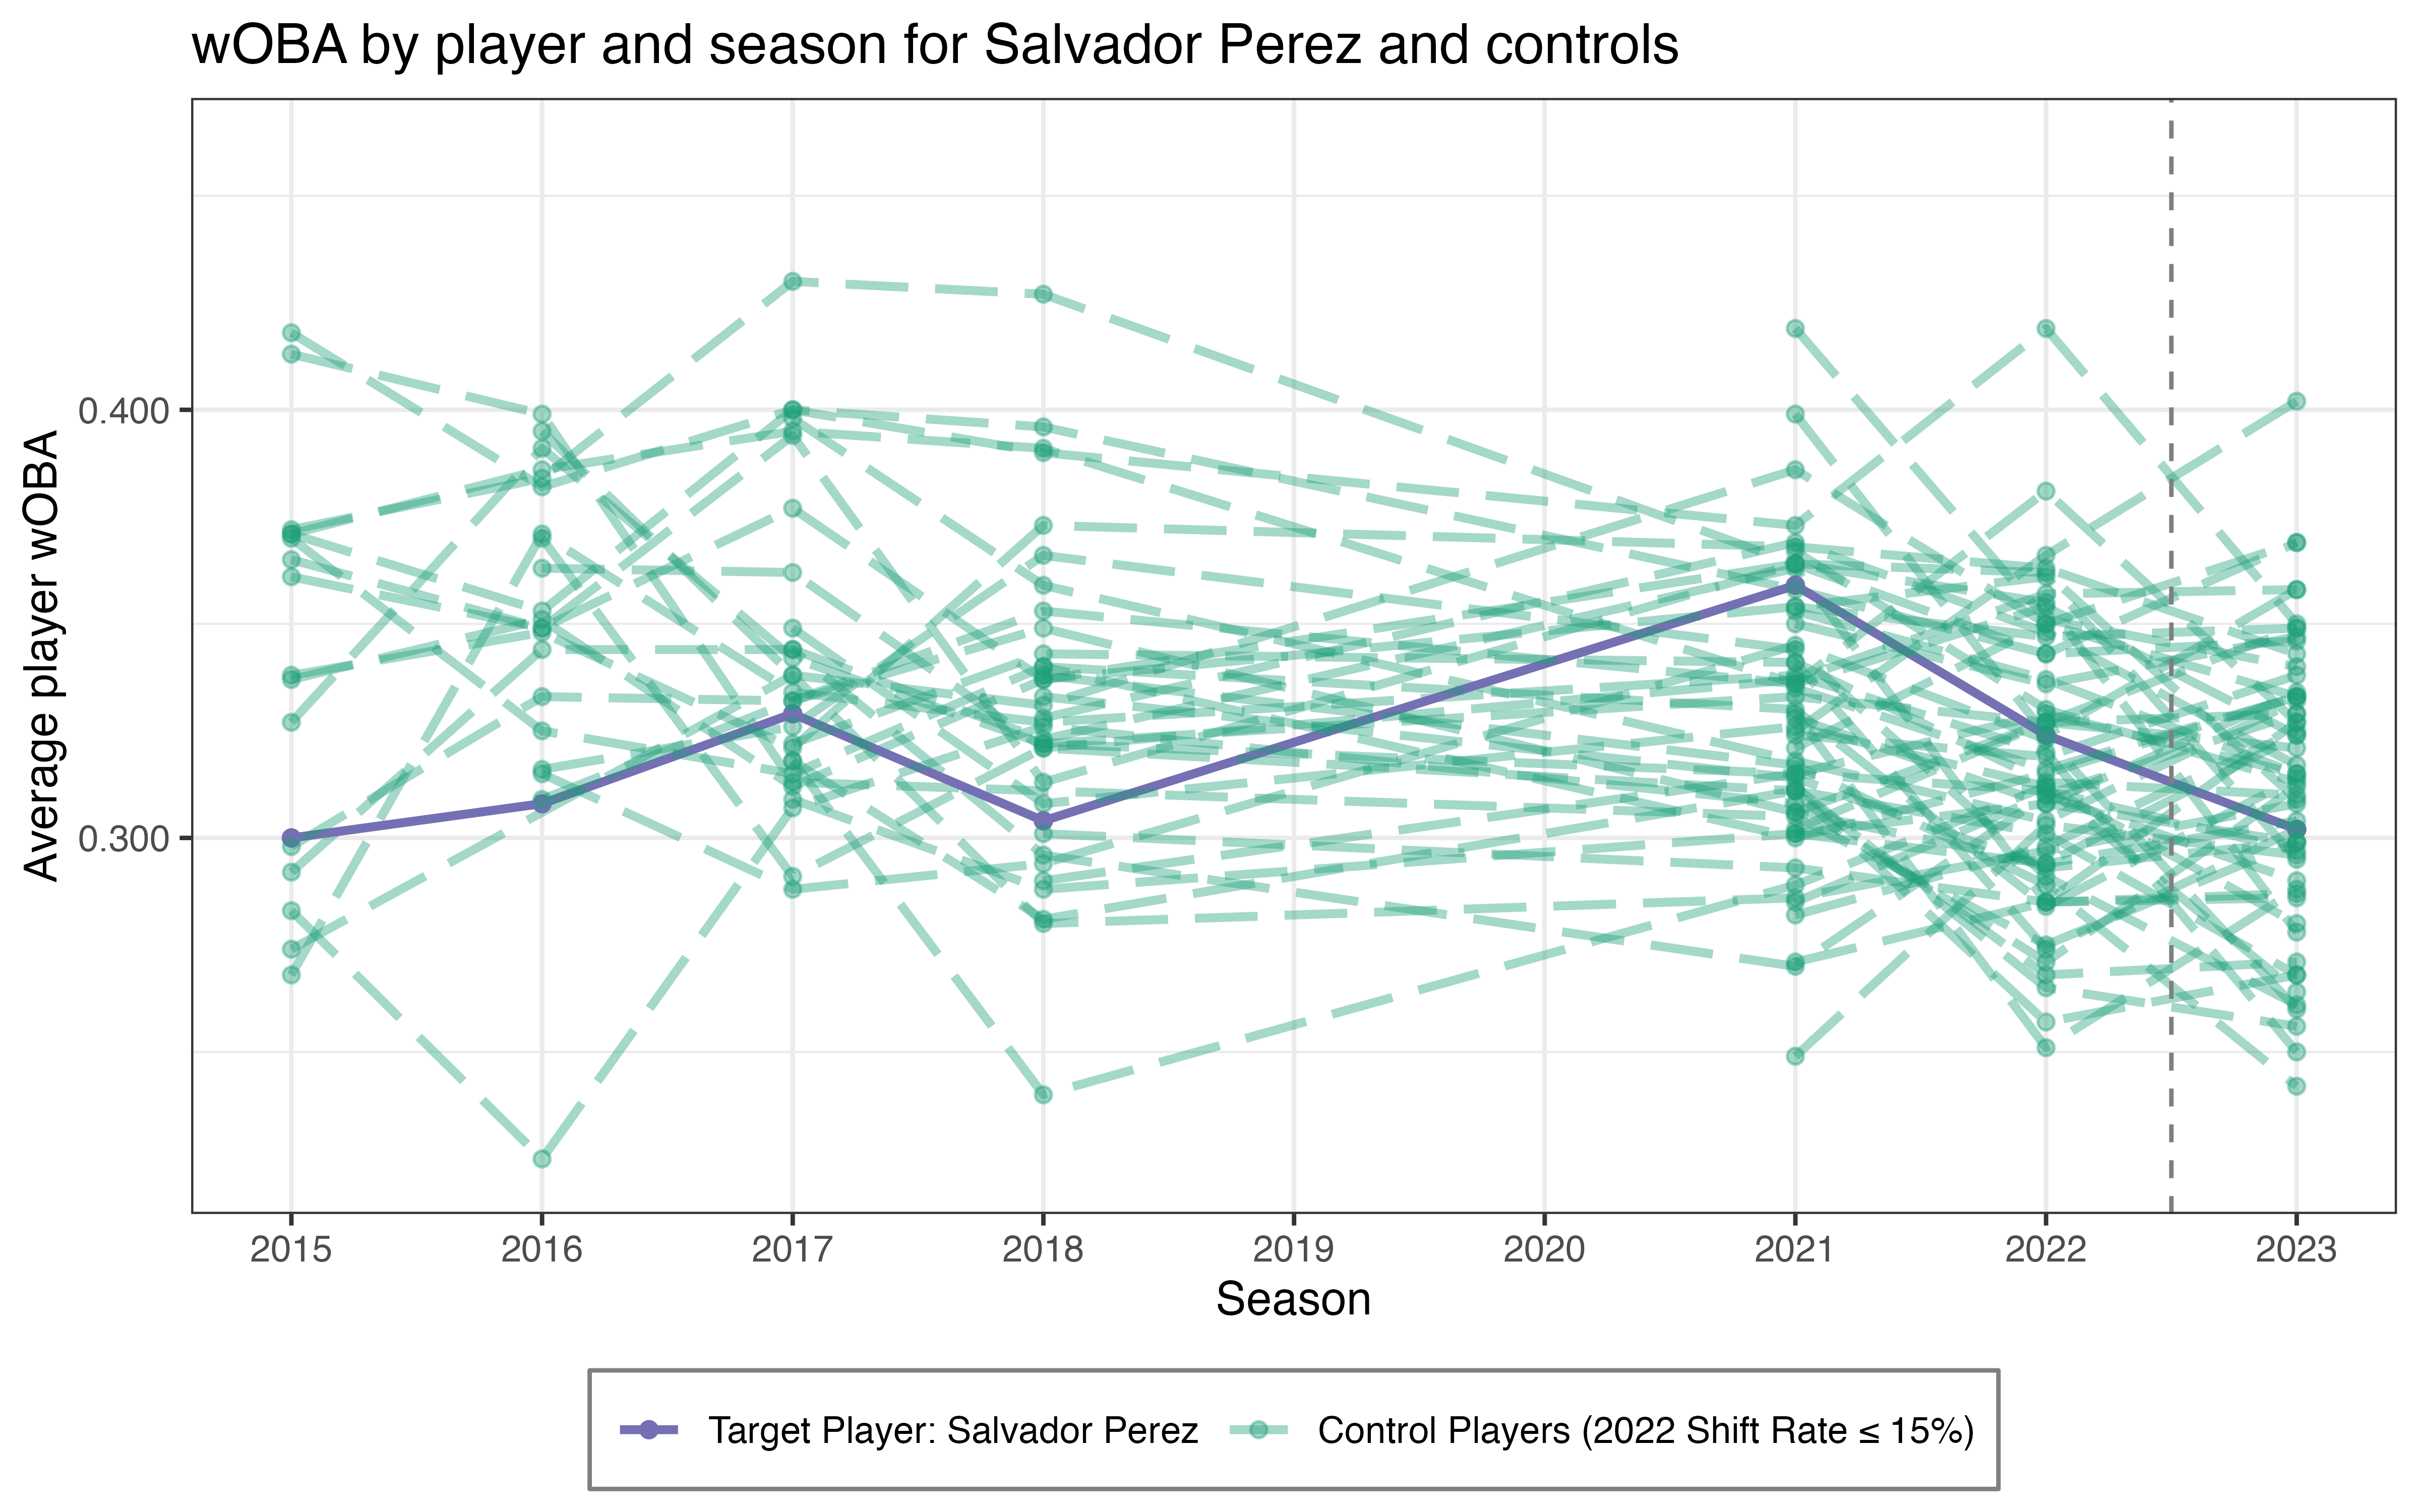 wOBA by player and season for Salvador Perez and controls
Average player wOBA
0.400
0.300
2015 2016 2017 2018 2019 2020 2021 2022 2023
Season
Target Player: Salvador Perez
Control Players (2022 Shift Rate ≤ 15%)